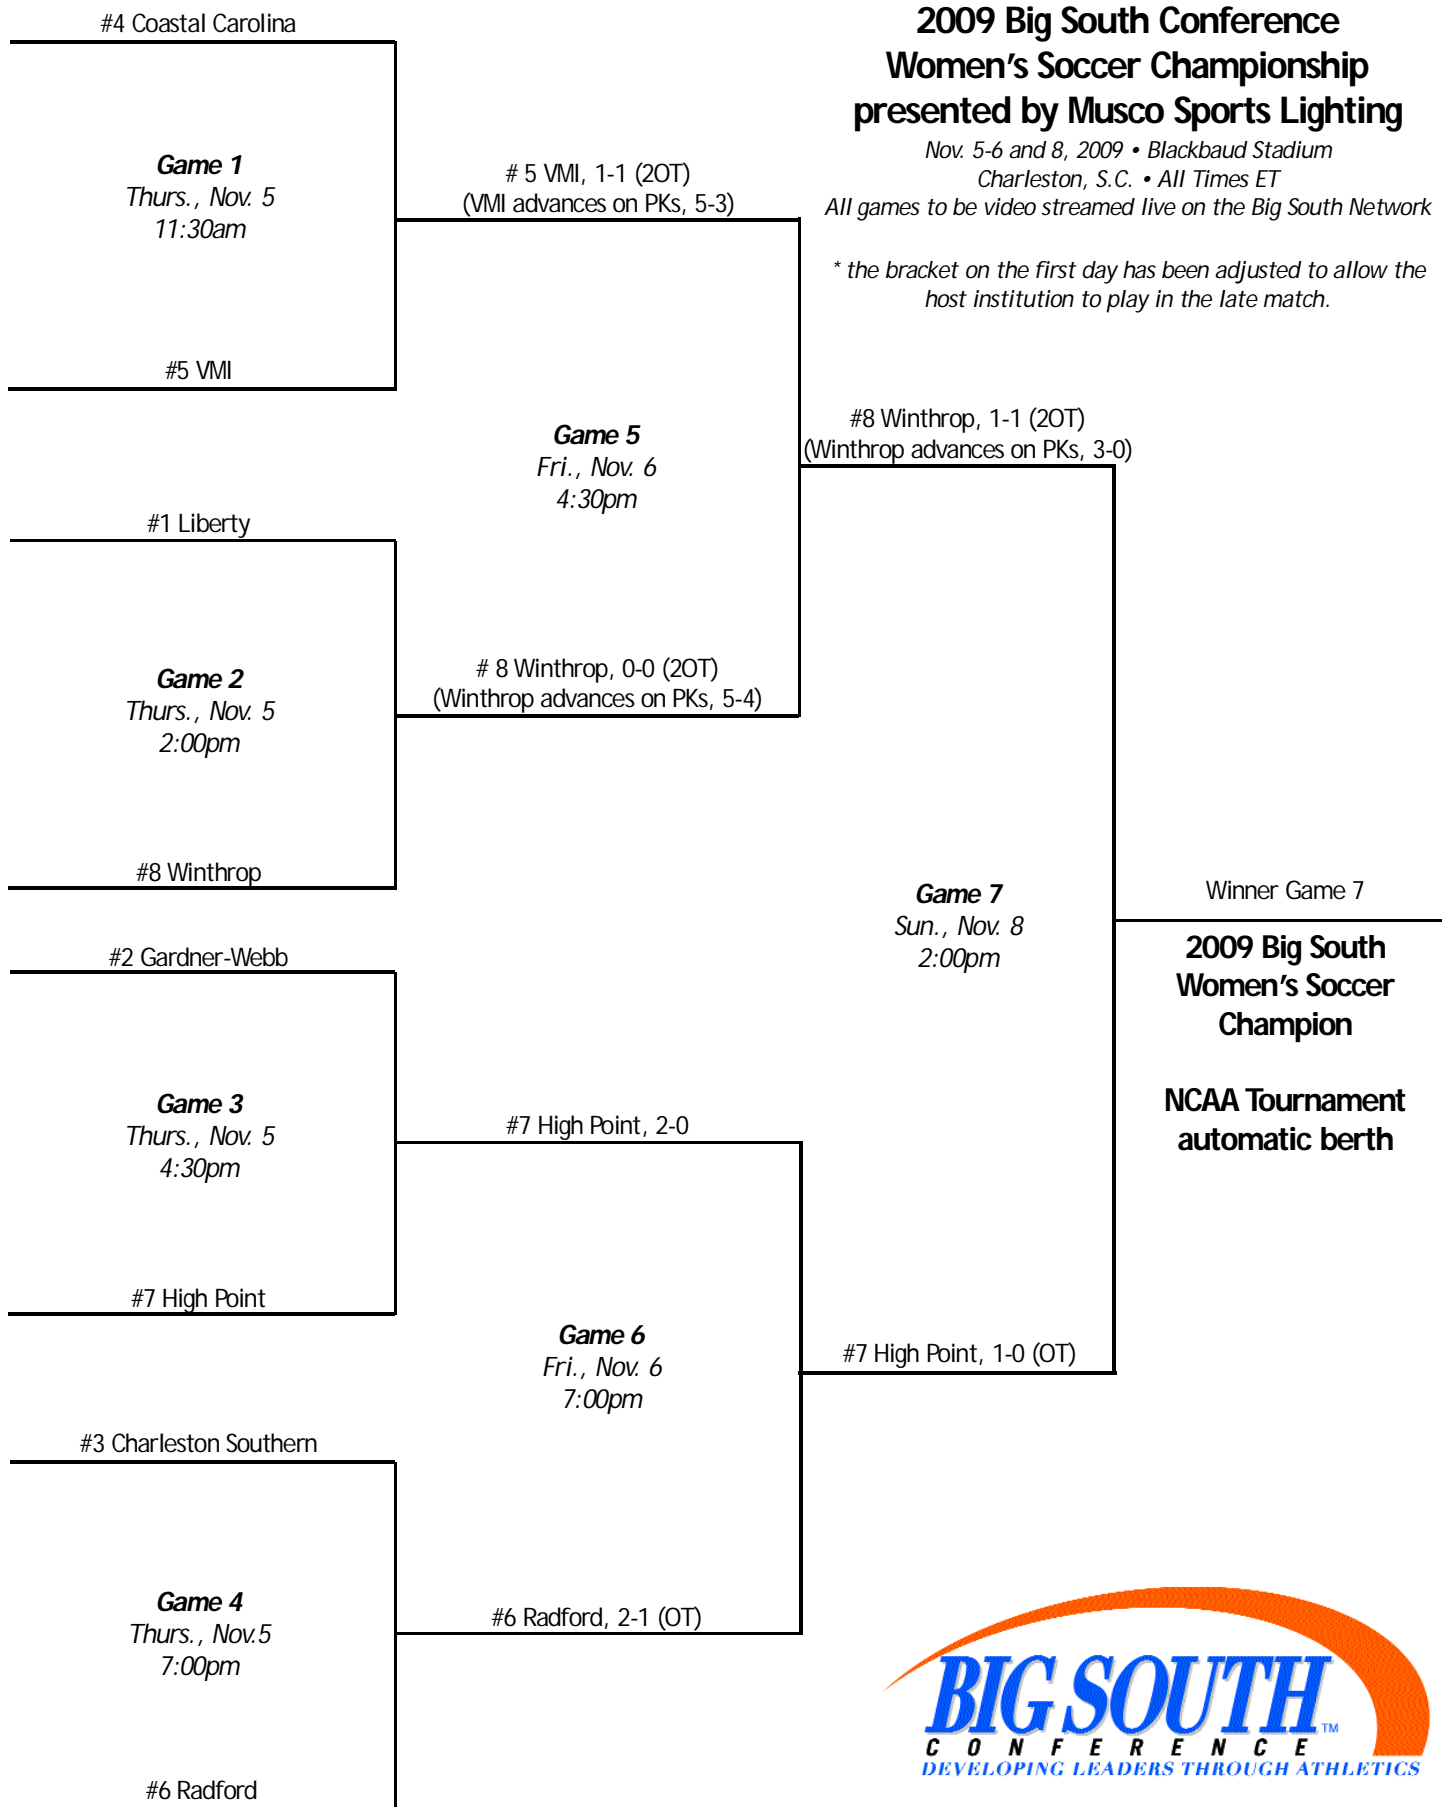 #4 Coastal Carolina
Game 1
Thurs., Nov. 5
11:30am
#5 VMI
# 5 VMI, 1-1 (2OT)
(VMI advances on PKs, 5-3)
2009 Big South Conference
Women's Soccer Championship
presented by Musco Sports Lighting
Nov. 5-6 and 8, 2009 • Blackbaud Stadium
Charleston, S.C. • All Times ET
All games to be video streamed live on the Big South Network
* the bracket on the first day has been adjusted to allow the
host institution to play in the late match.
Game 5
Fri., Nov. 6
4:30pm
#8 Winthrop, 1-1 (2OT)
(Winthrop advances on PKs, 3-0)
#1 Liberty
Game 2
Thurs., Nov. 5
2:00pm
#8 Winthrop
# 8 Winthrop, 0-0 (2OT)
(Winthrop advances on PKs, 5-4)
Game 7
Sun., Nov. 8
2:00pm
Winner Game 7
2009 Big South
Women's Soccer
Champion
NCAA Tournament
automatic berth
#2 Gardner-Webb
Game 3
Thurs., Nov. 5
4:30pm
#7 High Point
#7 High Point, 2-0
Game 6
Fri., Nov. 6
7:00pm
#7 High Point, 1-0 (OT)
#3 Charleston Southern
Game 4
Thurs., Nov.5
7:00pm
#6 Radford
#6 Radford, 2-1 (OT)
BIG SOUTH™
CONFERENCE
DEVELOPING LEADERS THROUGH ATHLETICS